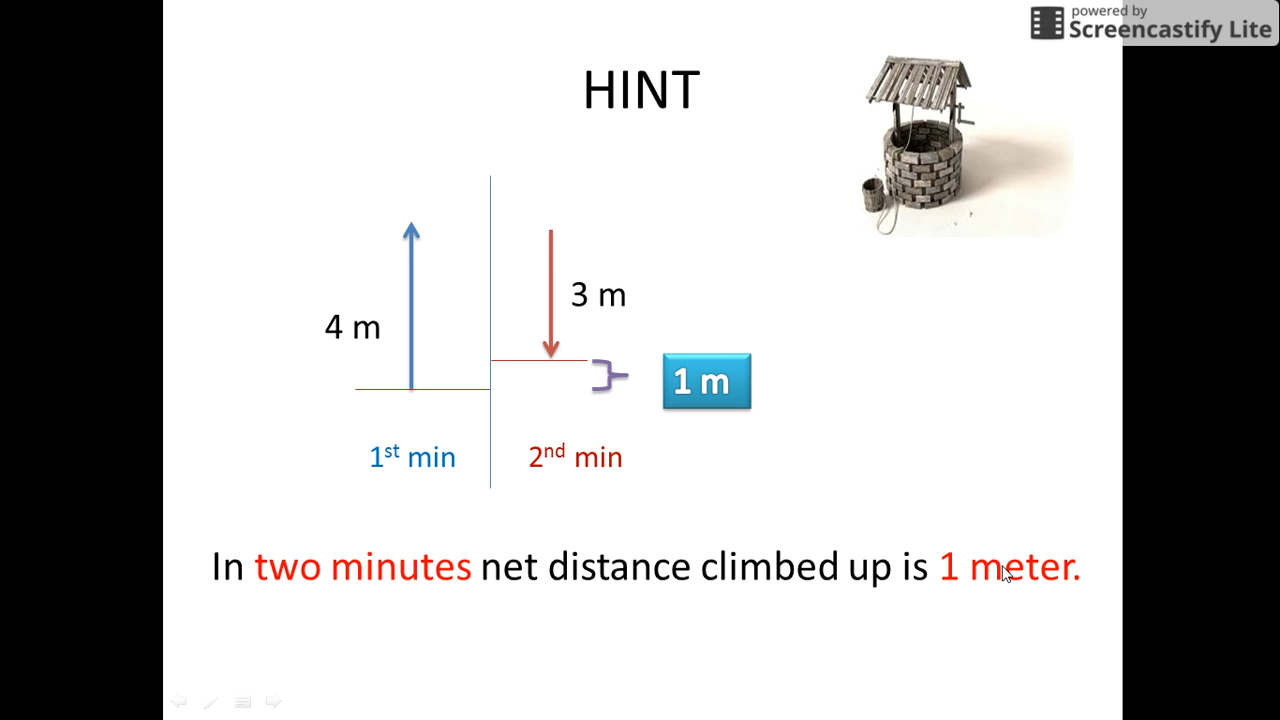 powered by
Screencastify Lite
HINT
4 m
3 m
1 m
1st min
2nd min
In two minutes net distance climbed up is 1 meter.